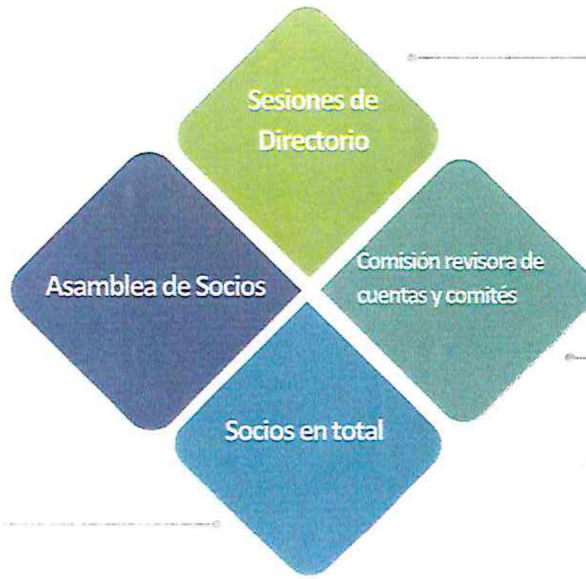 Sesiones de
Directorio
Asamblea de Socios
Comisión revisora de
cuentas y comités
Socios en total